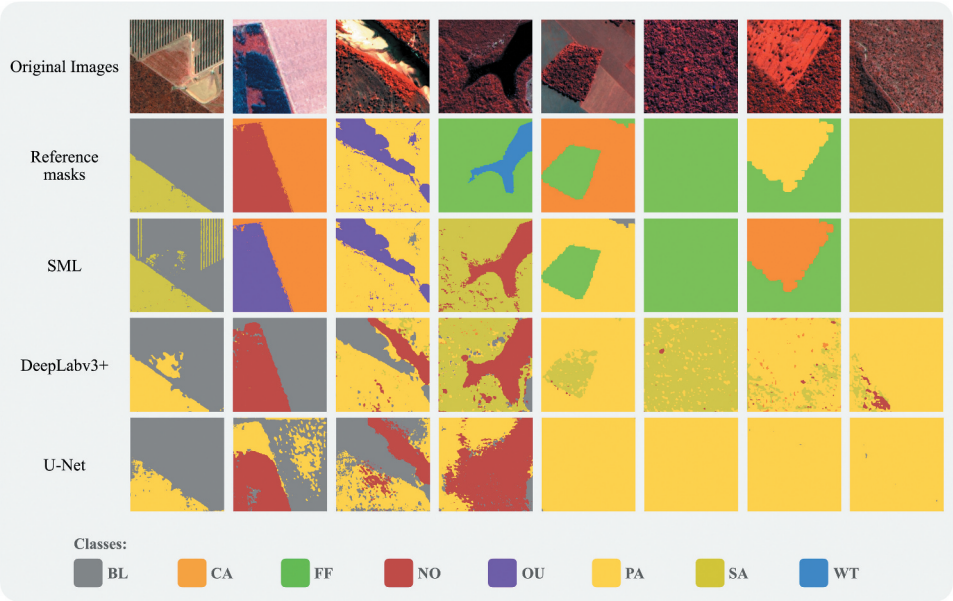 Original Images
Reference
masks
SML
DeepLabv3+
U-Net
Classes:
BL CA FF NO OU PA SA WT